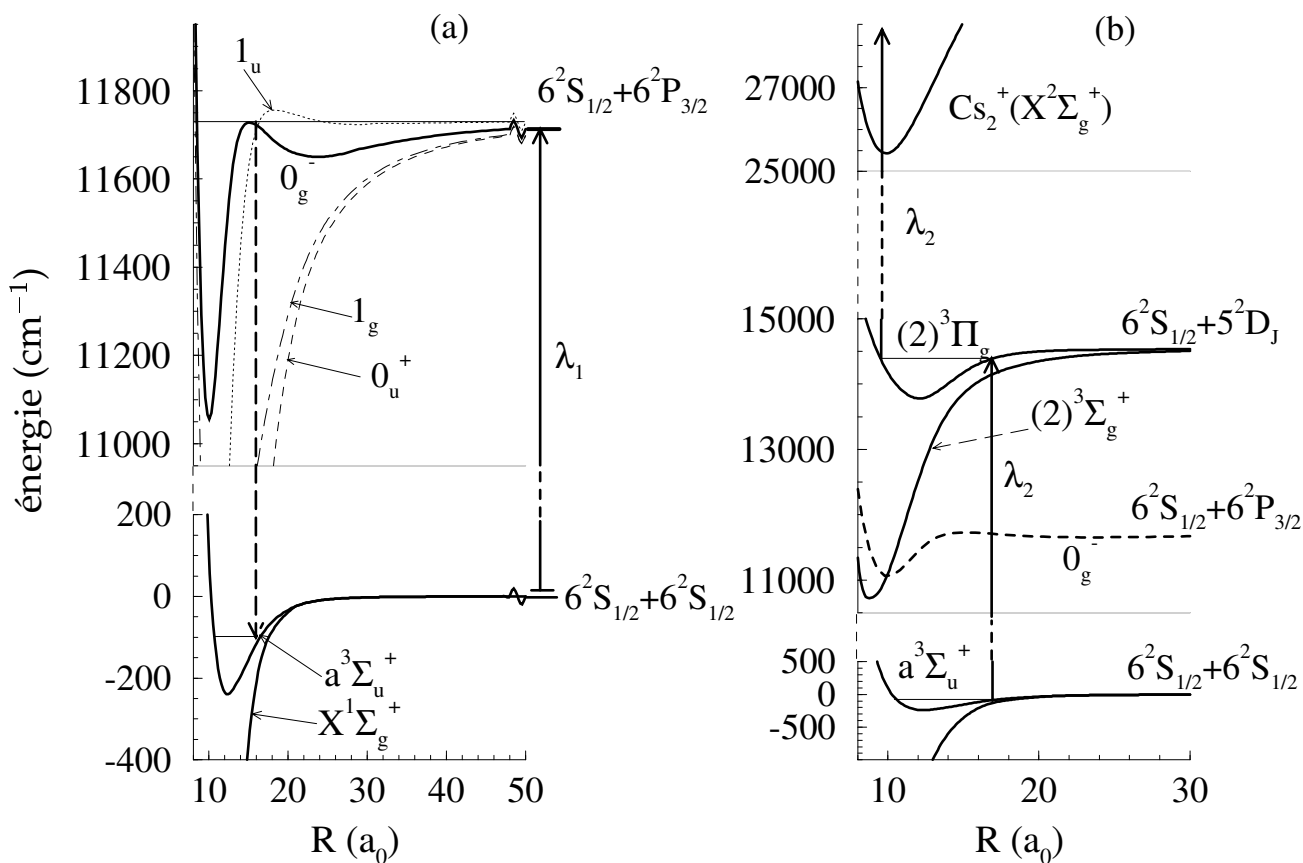 (a)
1u
11800
6²S1/2+6²P3/2
11600
0g⁻
11400
1g
0u⁺
λ1
11200
11000
énergie (cm⁻¹)
200
0
6²S1/2+6²S1/2
-200
a³Σu⁺
X¹Σg⁺
-400
10 20 30 40 50
R (a0)
(b)
27000
Cs2⁺(X²Σg⁺)
25000
λ2
15000
(2)³Πg
6²S1/2+5²DJ
(2)³Σg⁺
13000
λ2
6²S1/2+6²P3/2
0g⁻
11000
500
a³Σu⁺
6²S1/2+6²S1/2
0
-500
10 20 30
R (a0)